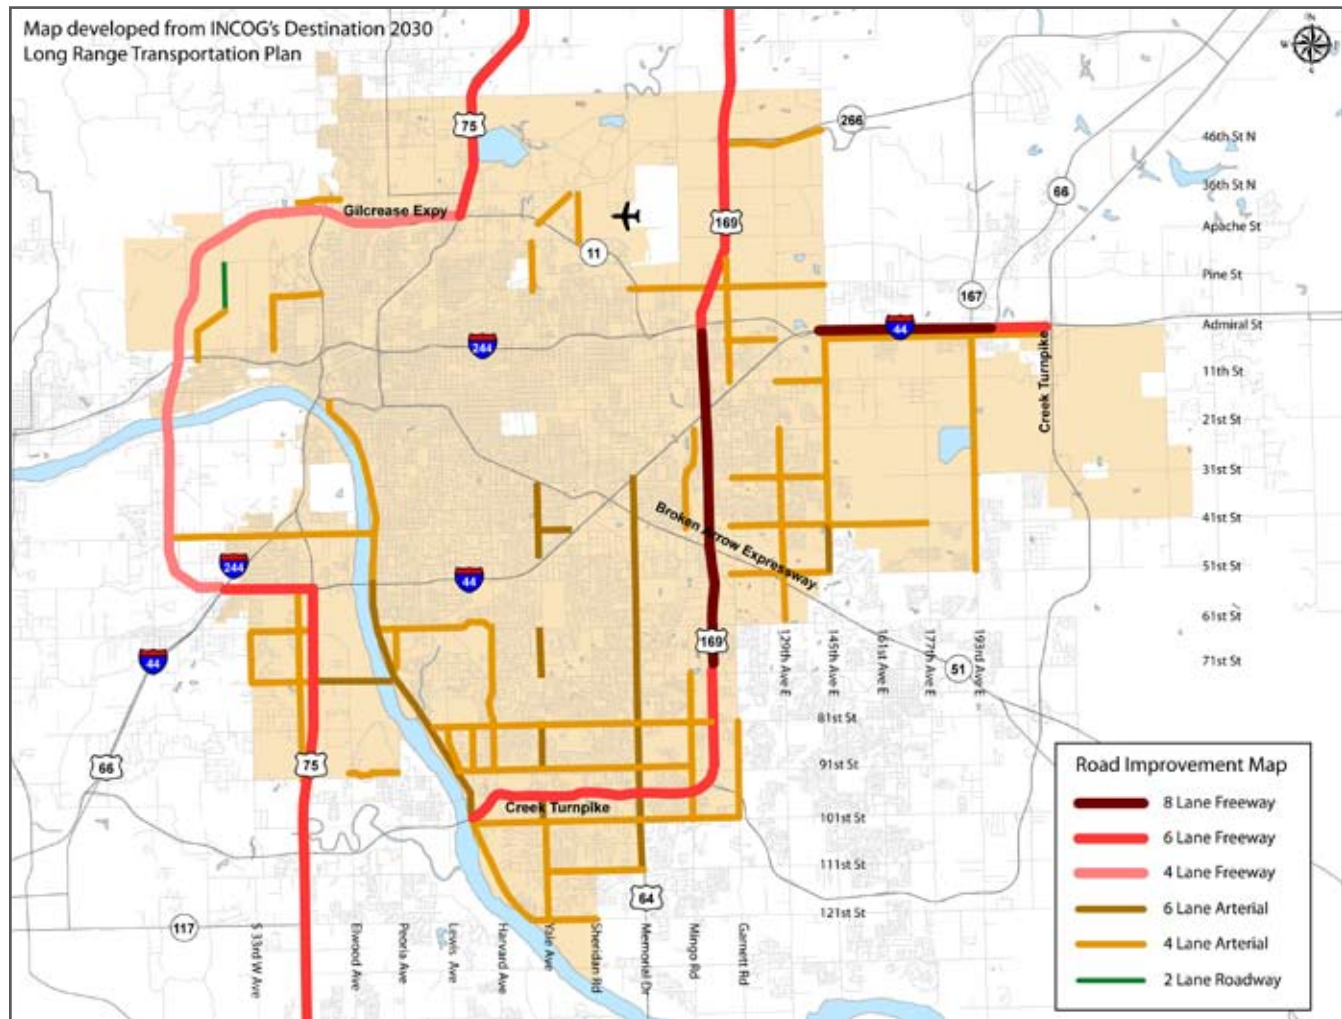 Map developed from INCOG's Destination 2030
Long Range Transportation Plan
N
75
266
46th St N
66
36th St N
Gilcrease Expy
169
Apache St
11
Pine St
167
44
Admiral St
244
Creek Turnpike
11th St
21st St
31st St
Broken Arrow Expressway
41st St
244
44
51st St
61st St
169
129th Ave E
145th Ave E
161st Ave E
177th Ave E
193rd Ave E
71st St
44
51
81st St
66
75
91st St
Creek Turnpike
101st St
111th St
64
121st St
117
S 33rd W Ave
Elwood Ave
Peoria Ave
Lewis Ave
Harvard Ave
Yale Ave
Sheridan Rd
Memorial Dr
Mingo Rd
Garnett Rd
Road Improvement Map
8 Lane Freeway
6 Lane Freeway
4 Lane Freeway
6 Lane Arterial
4 Lane Arterial
2 Lane Roadway